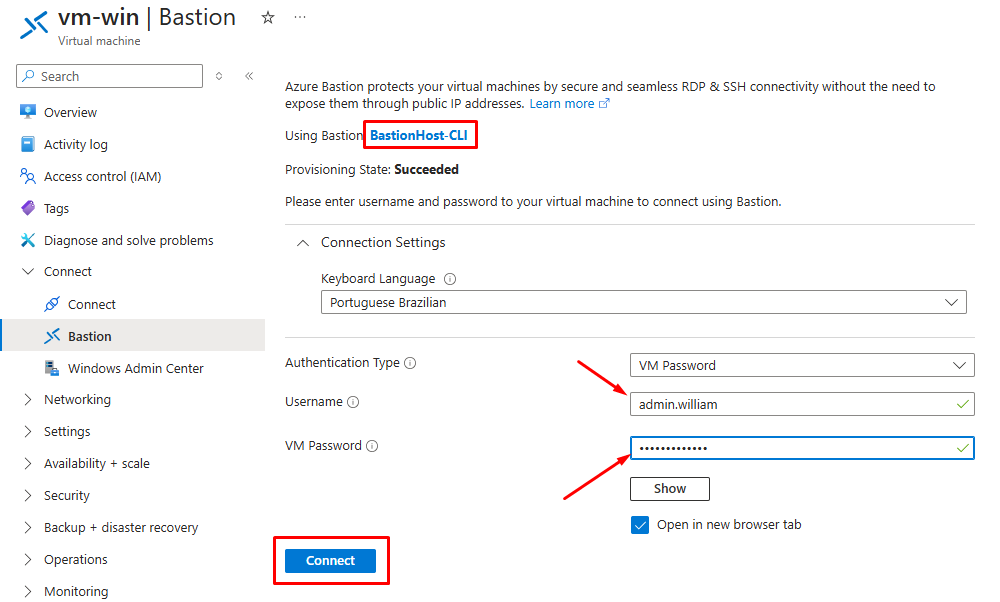 vm-win | Bastion
Virtual machine
Search
Overview
Activity log
Access control (IAM)
Tags
Diagnose and solve problems
Connect
Connect
Bastion
Windows Admin Center
Networking
Settings
Availability + scale
Security
Backup + disaster recovery
Operations
Monitoring
Azure Bastion protects your virtual machines by secure and seamless RDP & SSH connectivity without the need to
expose them through public IP addresses. Learn more
Using Bastion BastionHost-CLI
Provisioning State: Succeeded
Please enter username and password to your virtual machine to connect using Bastion.
Connection Settings
Keyboard Language
Portuguese Brazilian
Authentication Type
VM Password
Username
admin.william
VM Password
•••••••••••••
Show
Open in new browser tab
Connect